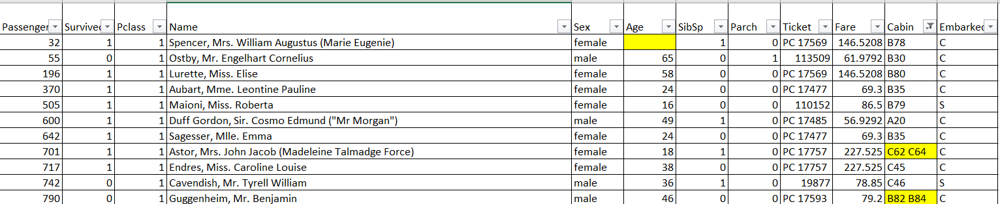 Passenger Survived Pclass Name Sex Age SibSp Parch Ticket Fare Cabin Embarked
32 1 1 Spencer, Mrs. William Augustus (Marie Eugenie) female 1 0 PC 17569 146.5208 B78 C
55 0 1 Ostby, Mr. Engelhart Cornelius male 65 0 1 113509 61.9792 B30 C
196 1 1 Lurette, Miss. Elise female 58 0 0 PC 17569 146.5208 B80 C
370 1 1 Aubart, Mme. Leontine Pauline female 24 0 0 PC 17477 69.3 B35 C
505 1 1 Maioni, Miss. Roberta female 16 0 0 110152 86.5 B79 S
600 1 1 Duff Gordon, Sir. Cosmo Edmund ("Mr Morgan") male 49 1 0 PC 17485 56.9292 A20 C
642 1 1 Sagesser, Mlle. Emma female 24 0 0 PC 17477 69.3 B35 C
701 1 1 Astor, Mrs. John Jacob (Madeleine Talmadge Force) female 18 1 0 PC 17757 227.525 C62 C64 C
717 1 1 Endres, Miss. Caroline Louise female 38 0 0 PC 17757 227.525 C45 C
742 0 1 Cavendish, Mr. Tyrell William male 36 1 0 19877 78.85 C46 S
790 0 1 Guggenheim, Mr. Benjamin male 46 0 0 PC 17593 79.2 B82 B84 C